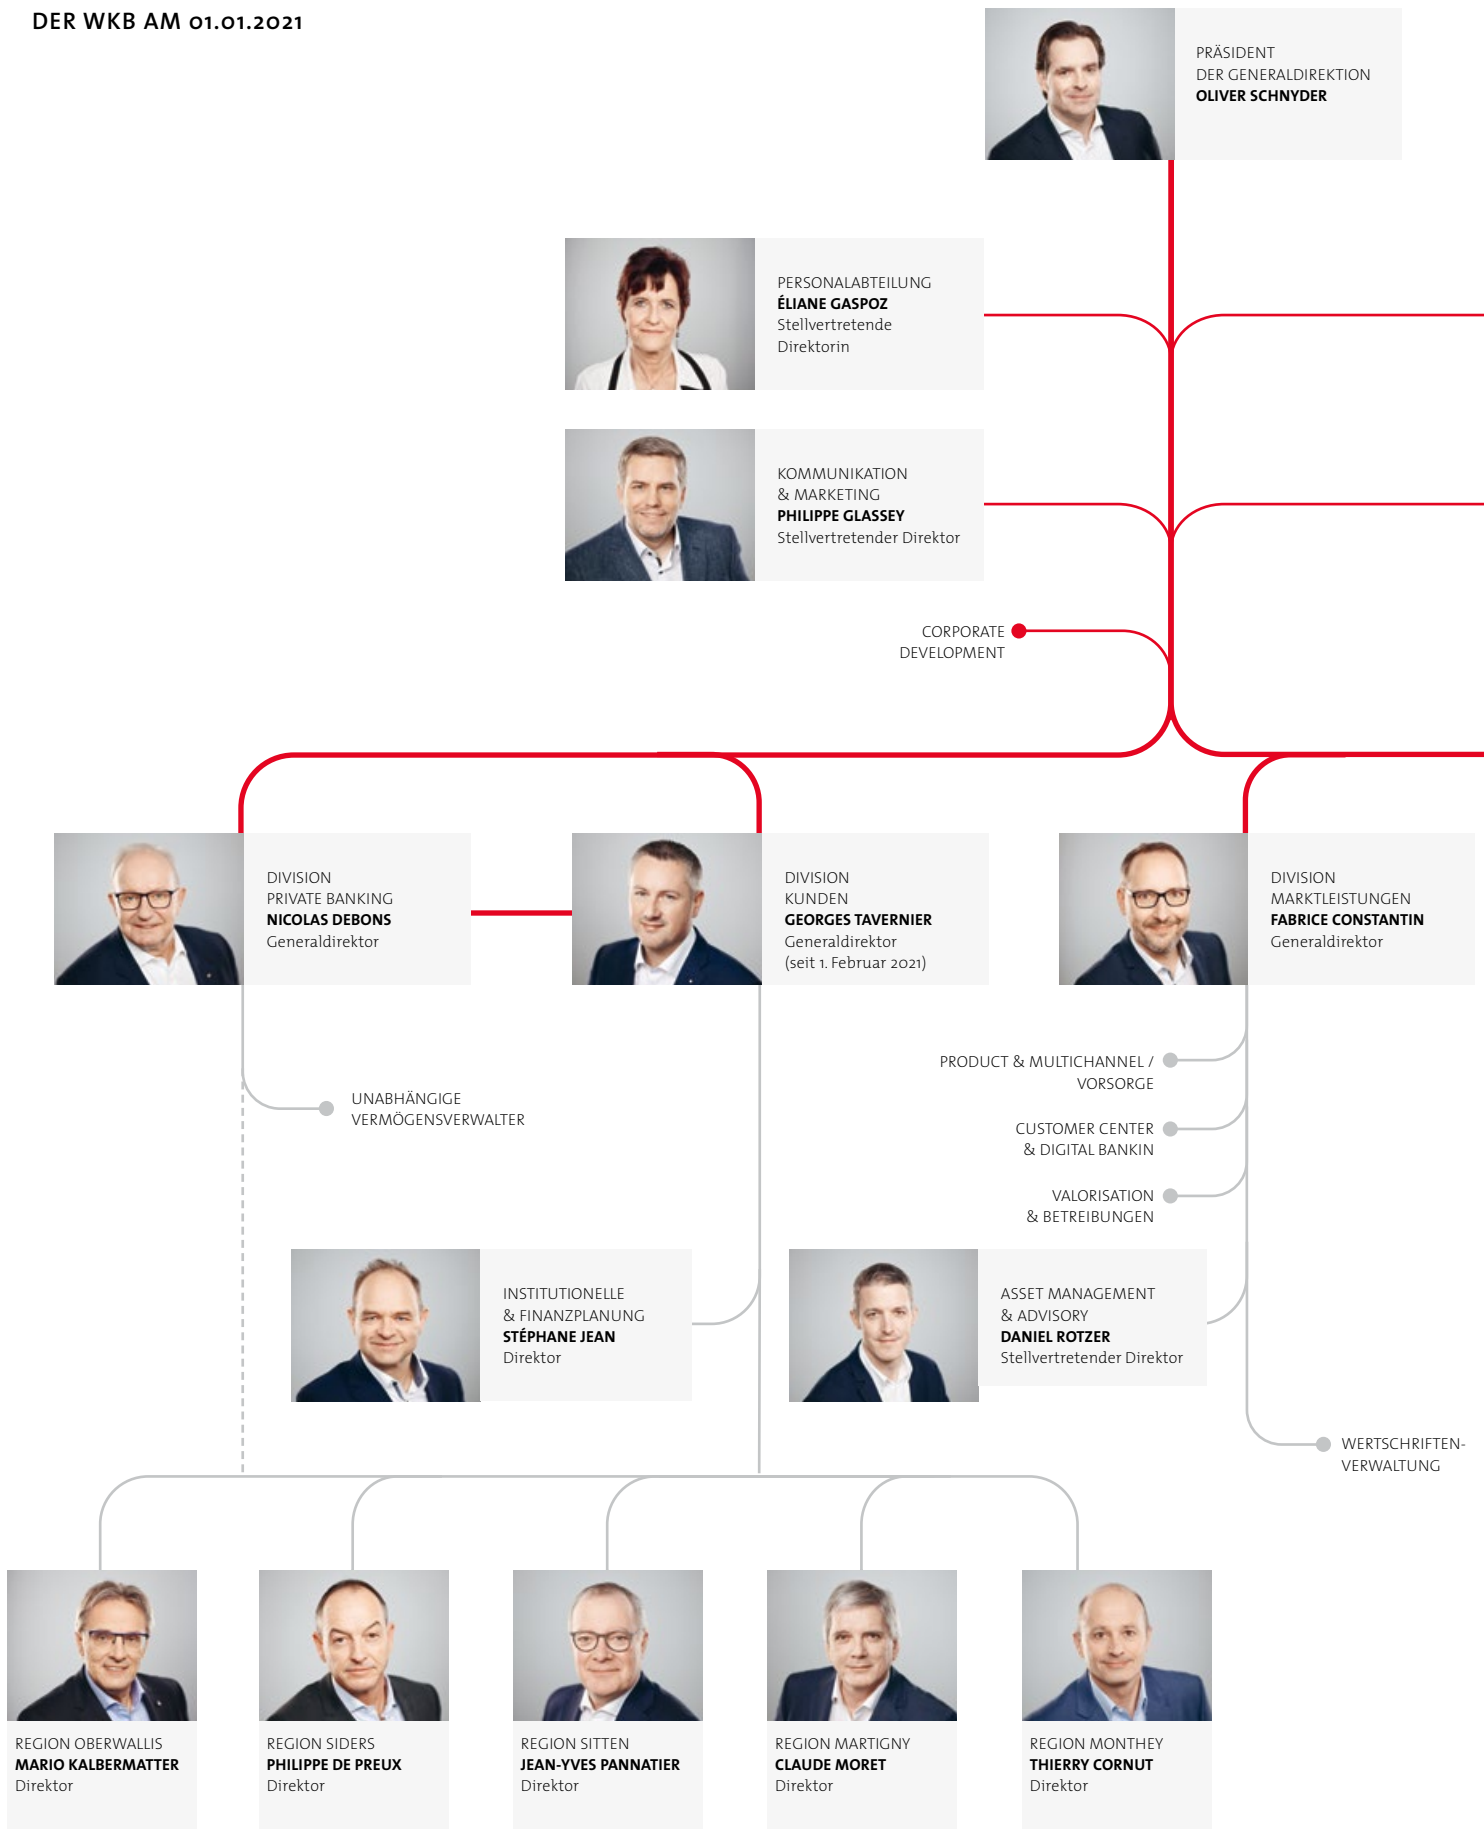 DER WKB AM 01.01.2021
PRÄSIDENT
DER GENERALDIREKTION
OLIVER SCHNYDER
PERSONALABTEILUNG
ÉLIANE GASPOZ
Stellvertretende
Direktorin
KOMMUNIKATION
& MARKETING
PHILIPPE GLASSEY
Stellvertretender Direktor
CORPORATE
DEVELOPMENT
DIVISION
PRIVATE BANKING
NICOLAS DEBONS
Generaldirektor
DIVISION
KUNDEN
GEORGES TAVERNIER
Generaldirektor
(seit 1. Februar 2021)
DIVISION
MARKTLEISTUNGEN
FABRICE CONSTANTIN
Generaldirektor
UNABHÄNGIGE
VERMÖGENSVERWALTER
PRODUCT & MULTICHANNEL /
VORSORGE
CUSTOMER CENTER
& DIGITAL BANKIN
VALORISATION
& BETREIBUNGEN
INSTITUTIONELLE
& FINANZPLANUNG
STÉPHANE JEAN
Direktor
ASSET MANAGEMENT
& ADVISORY
DANIEL ROTZER
Stellvertretender Direktor
WERTSCHRIFTEN-
VERWALTUNG
REGION OBERWALLIS
MARIO KALBERMATTER
Direktor
REGION SIDERS
PHILIPPE DE PREUX
Direktor
REGION SITTEN
JEAN-YVES PANNATIER
Direktor
REGION MARTIGNY
CLAUDE MORET
Direktor
REGION MONTHEY
THIERRY CORNUT
Direktor